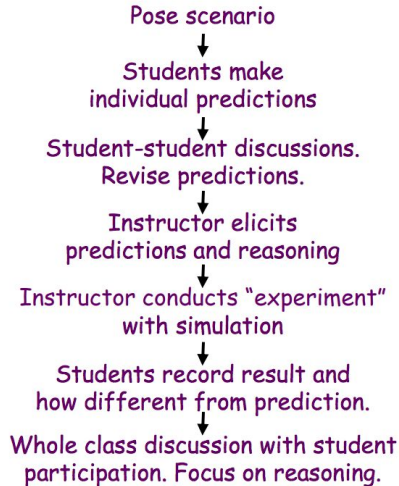 Pose scenario
Students make
individual predictions
Student-student discussions.
Revise predictions.
Instructor elicits
predictions and reasoning
Instructor conducts “experiment”
with simulation
Students record result and
how different from prediction.
Whole class discussion with student
participation. Focus on reasoning.